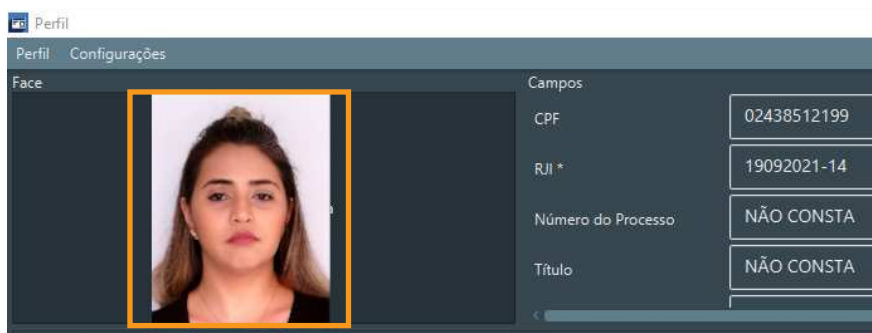 Perfil
Perfil Configurações
Face
Campos
CPF 02438512199
RJI * 19092021-14
Número do Processo NÃO CONSTA
Título NÃO CONSTA